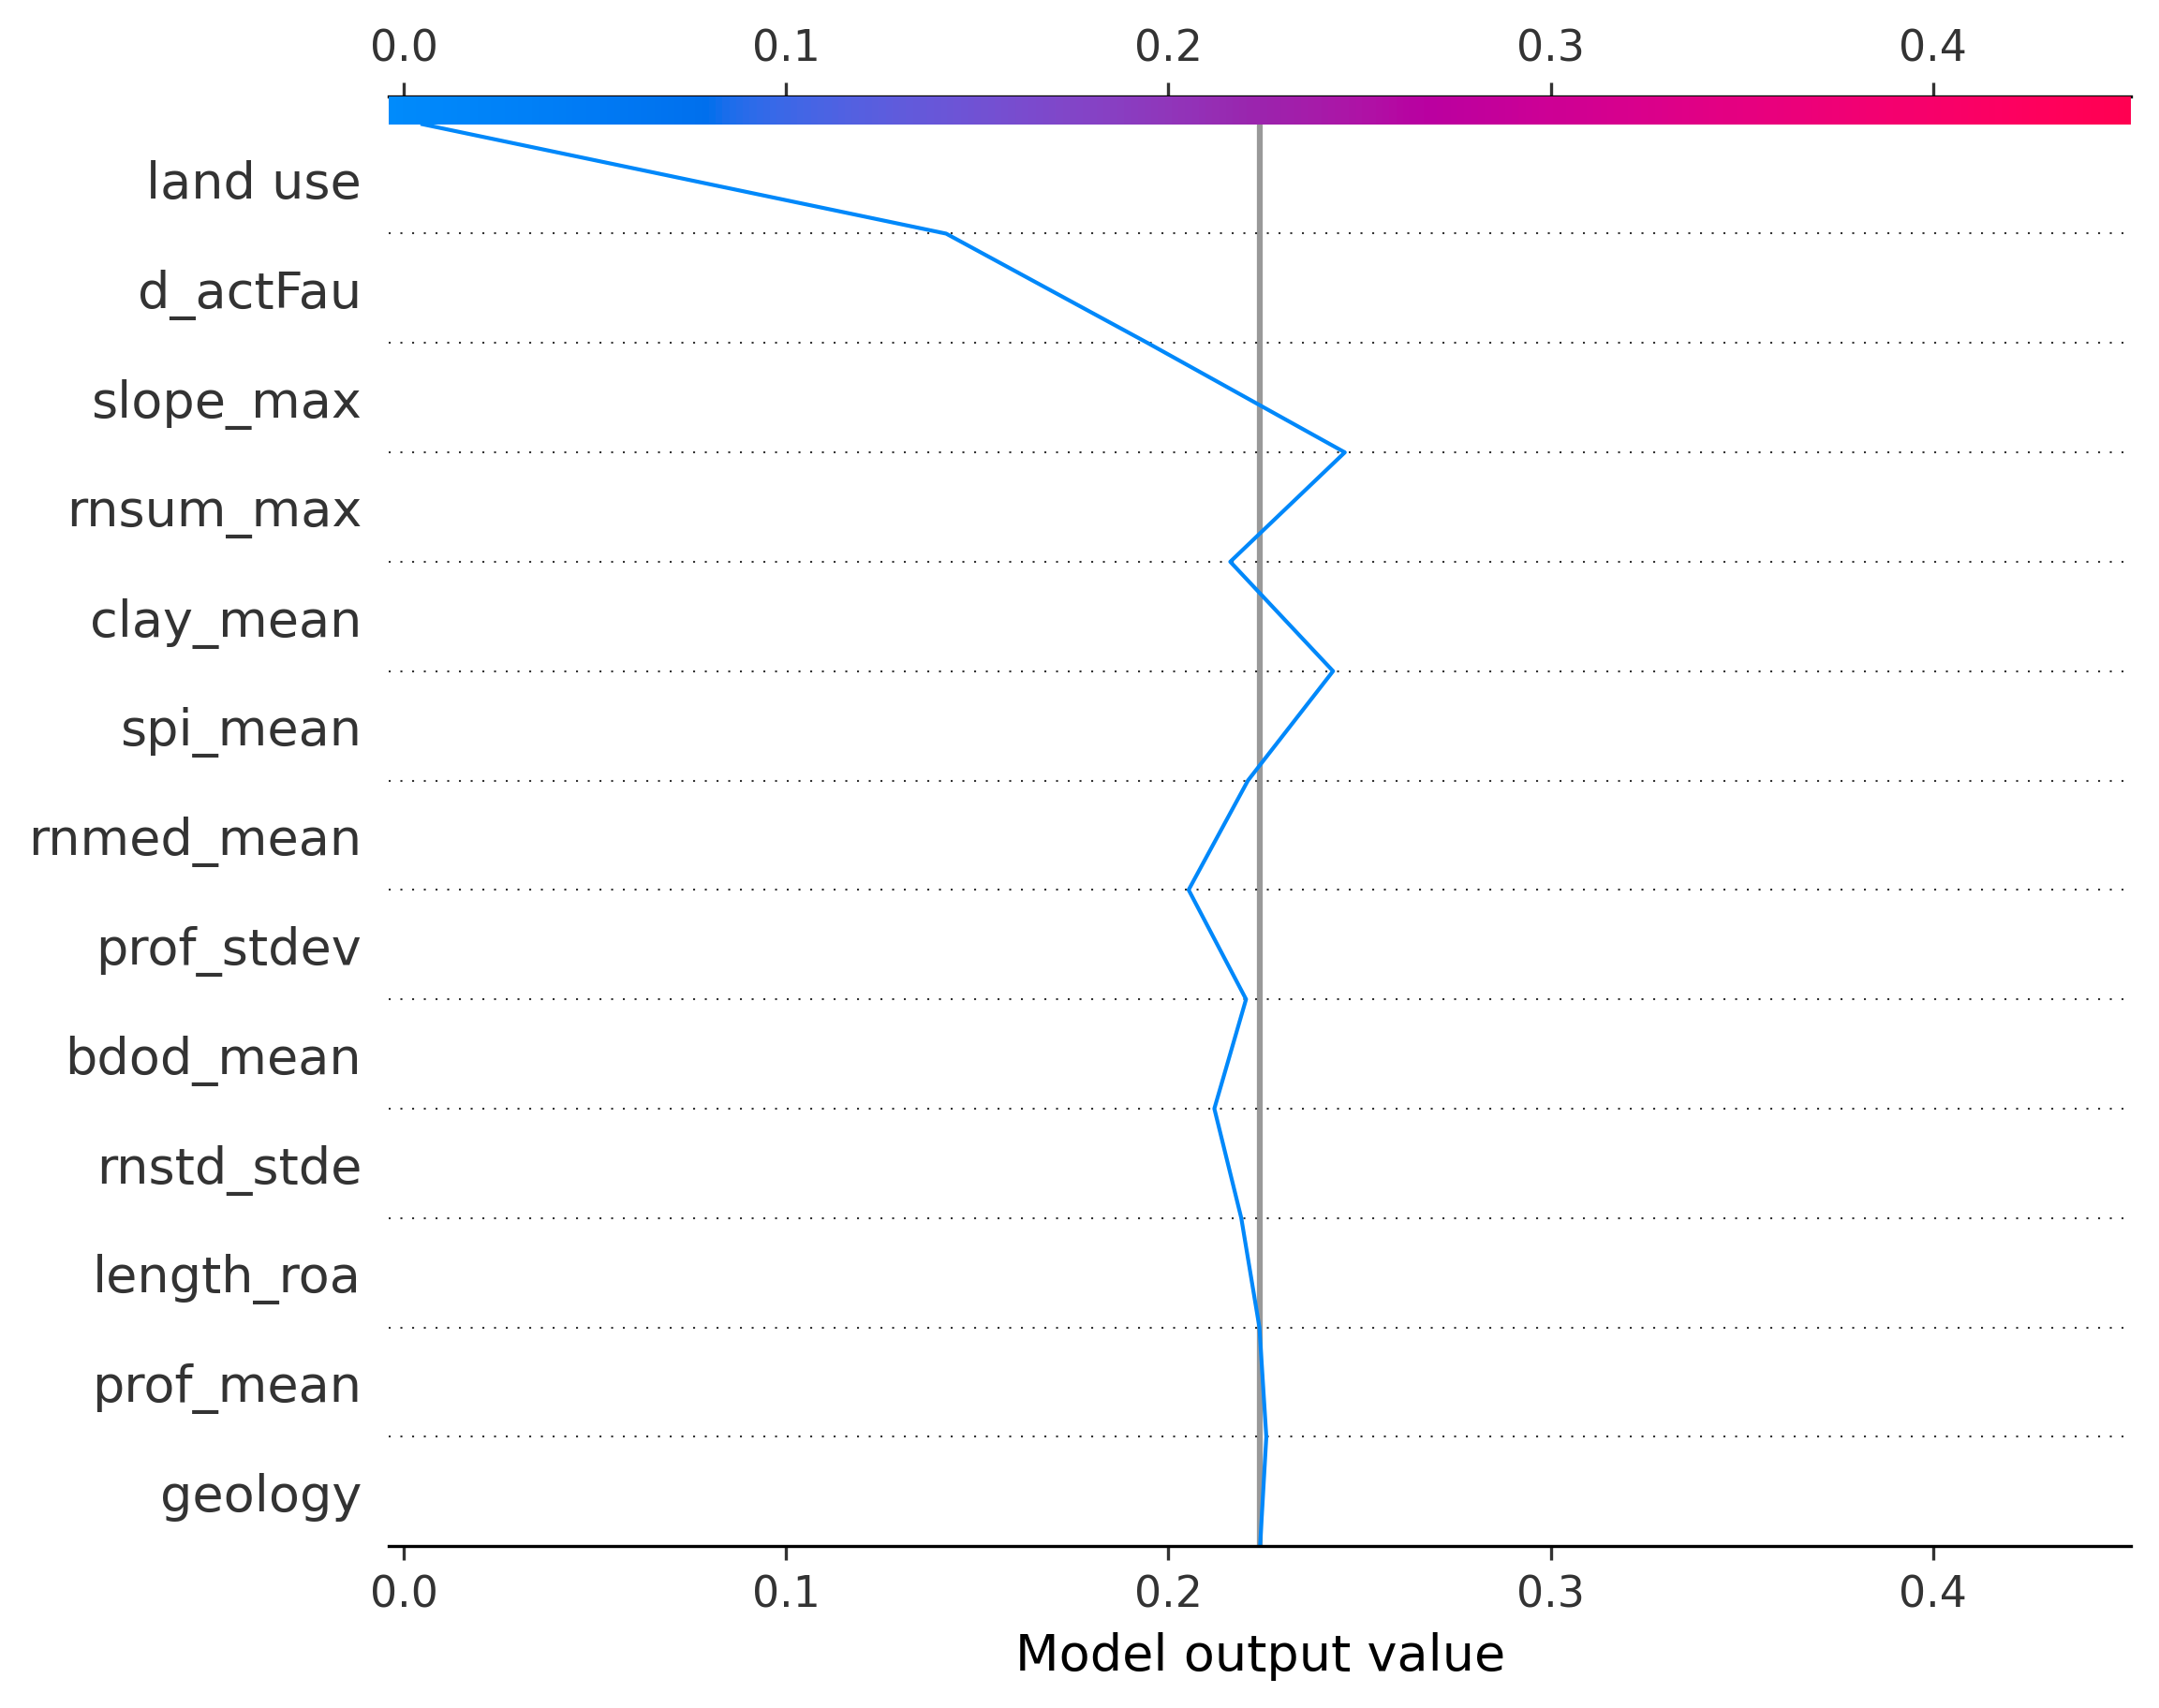 0.0 0.1 0.2 0.3 0.4
land use
d_actFau
slope_max
rnsum_max
clay_mean
spi_mean
rnmed_mean
prof_stdev
bdod_mean
rnstd_stde
length_roa
prof_mean
geology
0.0 0.1 0.2 0.3 0.4
Model output value